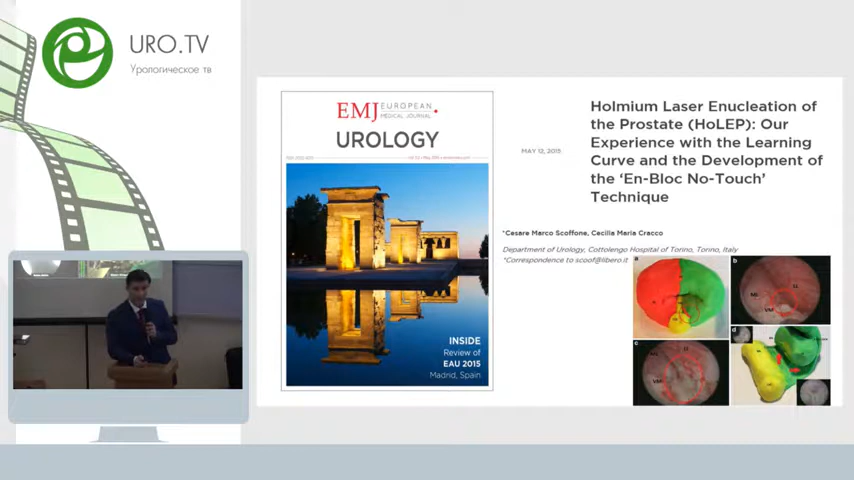 URO.TV
Урологическое тв
EMJ EUROPEAN
MEDICAL JOURNAL
UROLOGY
INSIDE
Review of
EAU 2015
Madrid, Spain
MAY 12, 2015
Holmium Laser Enucleation of
the Prostate (HoLEP): Our
Experience with the Learning
Curve and the Development of
the ‘En-Bloc No-Touch’
Technique
*Cesare Marco Scoffone, Cecilia Maria Cracco
Department of Urology, Cottolengo Hospital of Torino, Torino, Italy
*Correspondence to scoof@libero.it
a
b
c
d